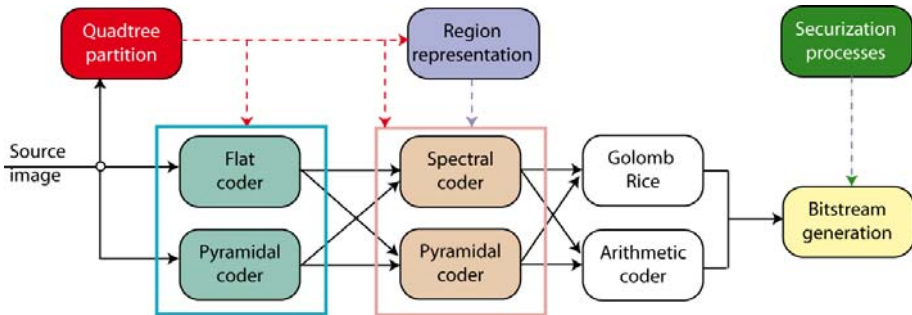 Quadtree
partition
Region
representation
Securization
processes
Source
image
Flat
coder
Spectral
coder
Golomb
Rice
Pyramidal
coder
Pyramidal
coder
Arithmetic
coder
Bitstream
generation